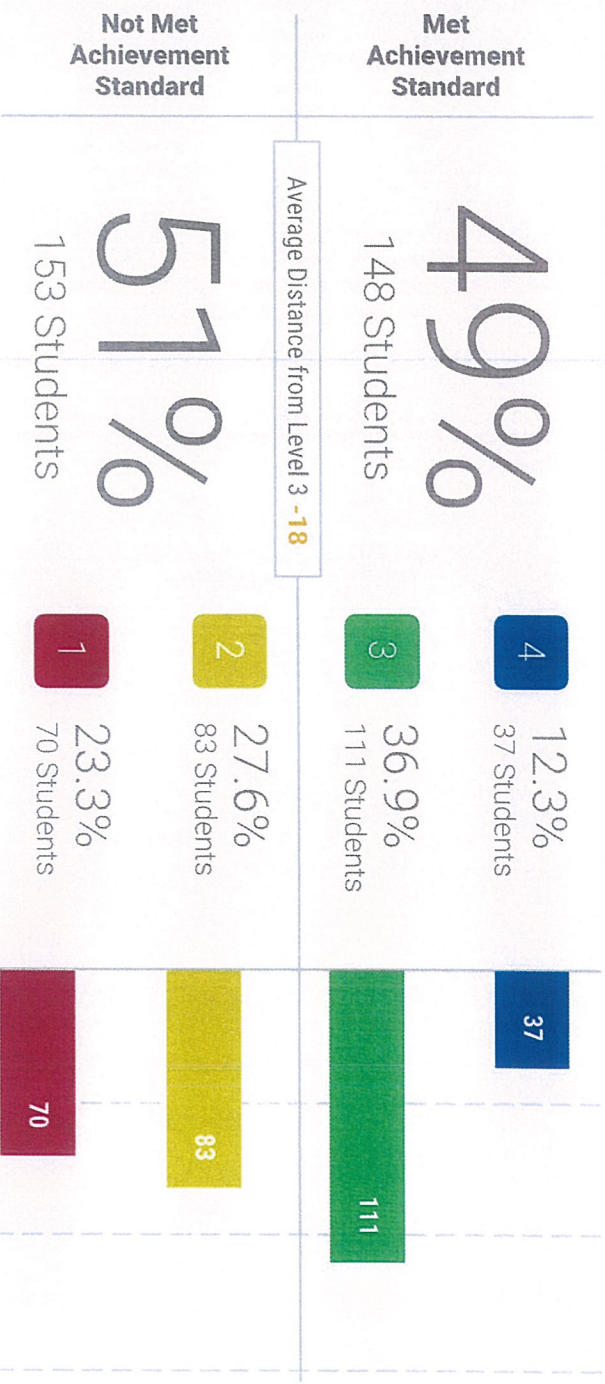 Met
Achievement
Standard
49%
148 Students
4
12.3%
37 Students
37
3
36.9%
111 Students
111
Average Distance from Level 3 -18
Not Met
Achievement
Standard
51%
153 Students
2
27.6%
83 Students
83
1
23.3%
70 Students
70